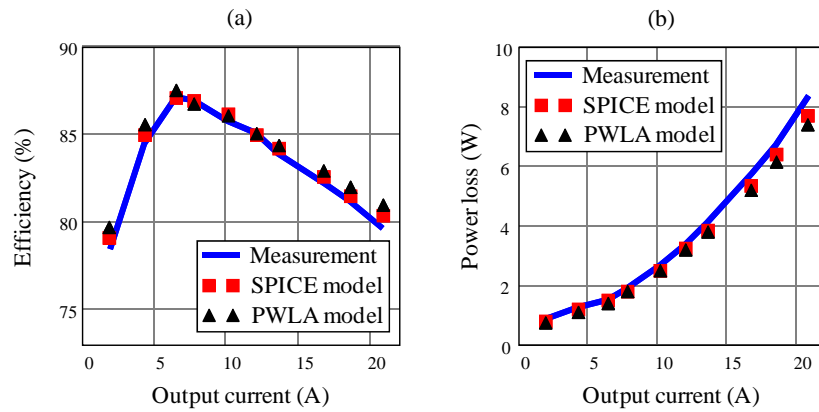 (a)
90
85
80
75
Efficiency (%)
Measurement
SPICE model
PWLA model
0 5 10 15 20
Output current (A)
(b)
10
8
6
4
2
0
Power loss (W)
Measurement
SPICE model
PWLA model
0 5 10 15 20
Output current (A)